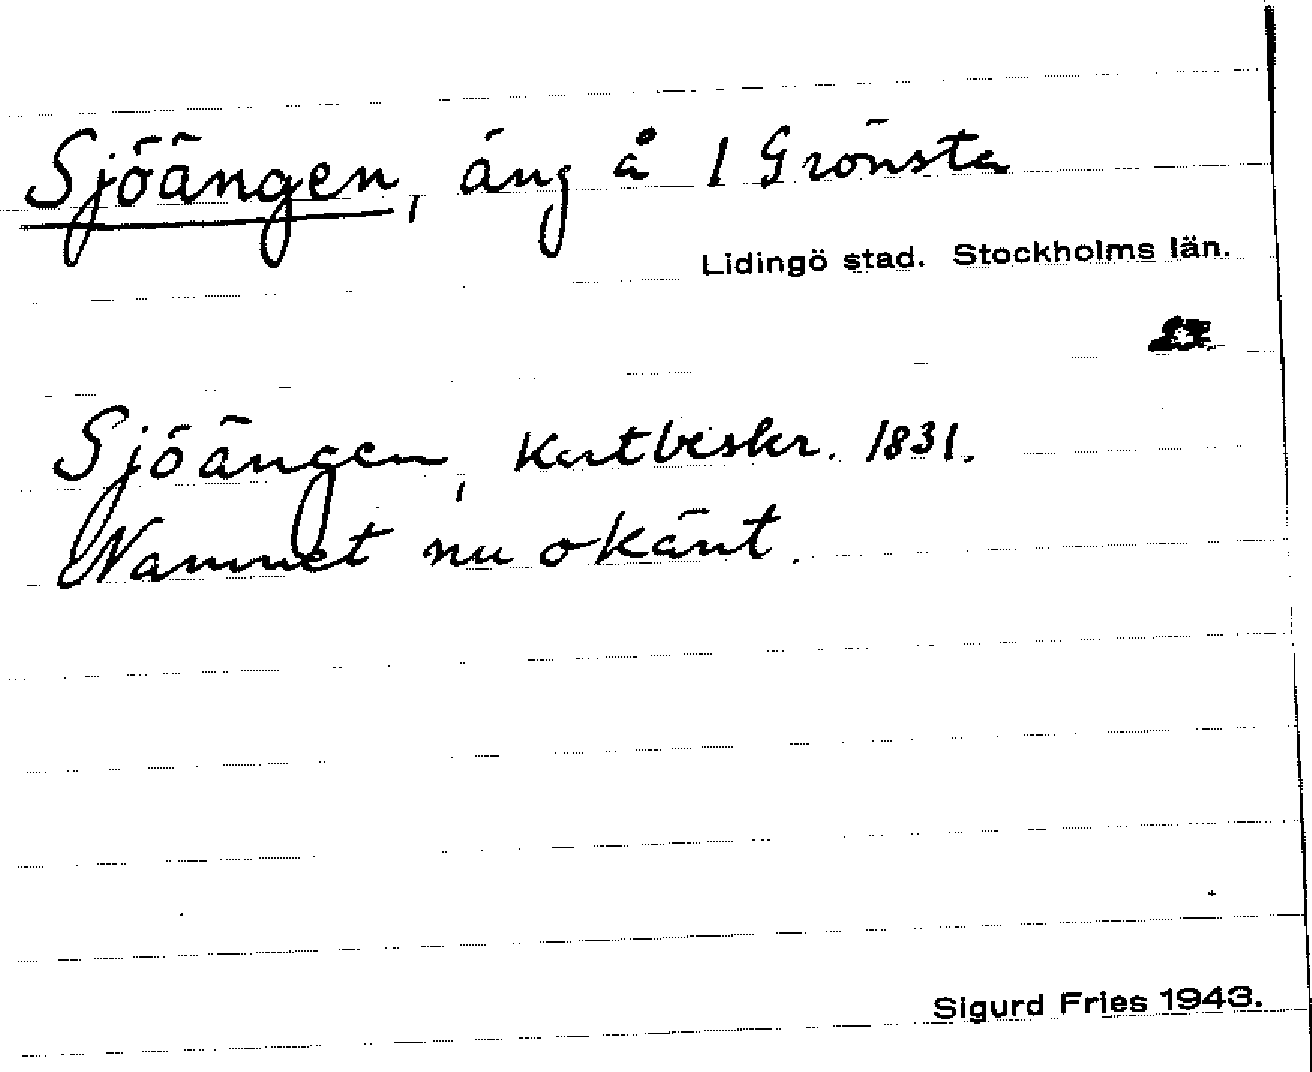 Sjöängen, äng å 1 Grönsta
Lidingö stad. Stockholms län.
Sjöängen, Kartbeskr. 1831.
Namnet nu okänt.
Sigurd Fries 1943.